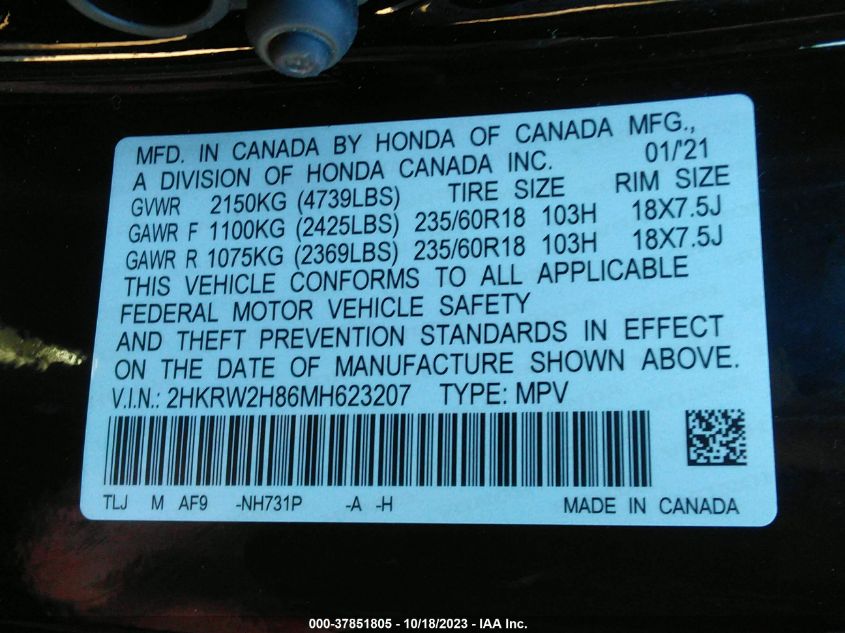 MFD. IN CANADA BY HONDA OF CANADA MFG.,
A DIVISION OF HONDA CANADA INC. 01/'21
GVWR 2150KG (4739LBS) TIRE SIZE RIM SIZE
GAWR F 1100KG (2425LBS) 235/60R18 103H 18X7.5J
GAWR R 1075KG (2369LBS) 235/60R18 103H 18X7.5J
THIS VEHICLE CONFORMS TO ALL APPLICABLE
FEDERAL MOTOR VEHICLE SAFETY
AND THEFT PREVENTION STANDARDS IN EFFECT
ON THE DATE OF MANUFACTURE SHOWN ABOVE.
V.I.N.: 2HKRW2H86MH623207 TYPE: MPV
TLJ M AF9 -NH731P -A -H MADE IN CANADA
000-37851805 - 10/18/2023 - IAA Inc.